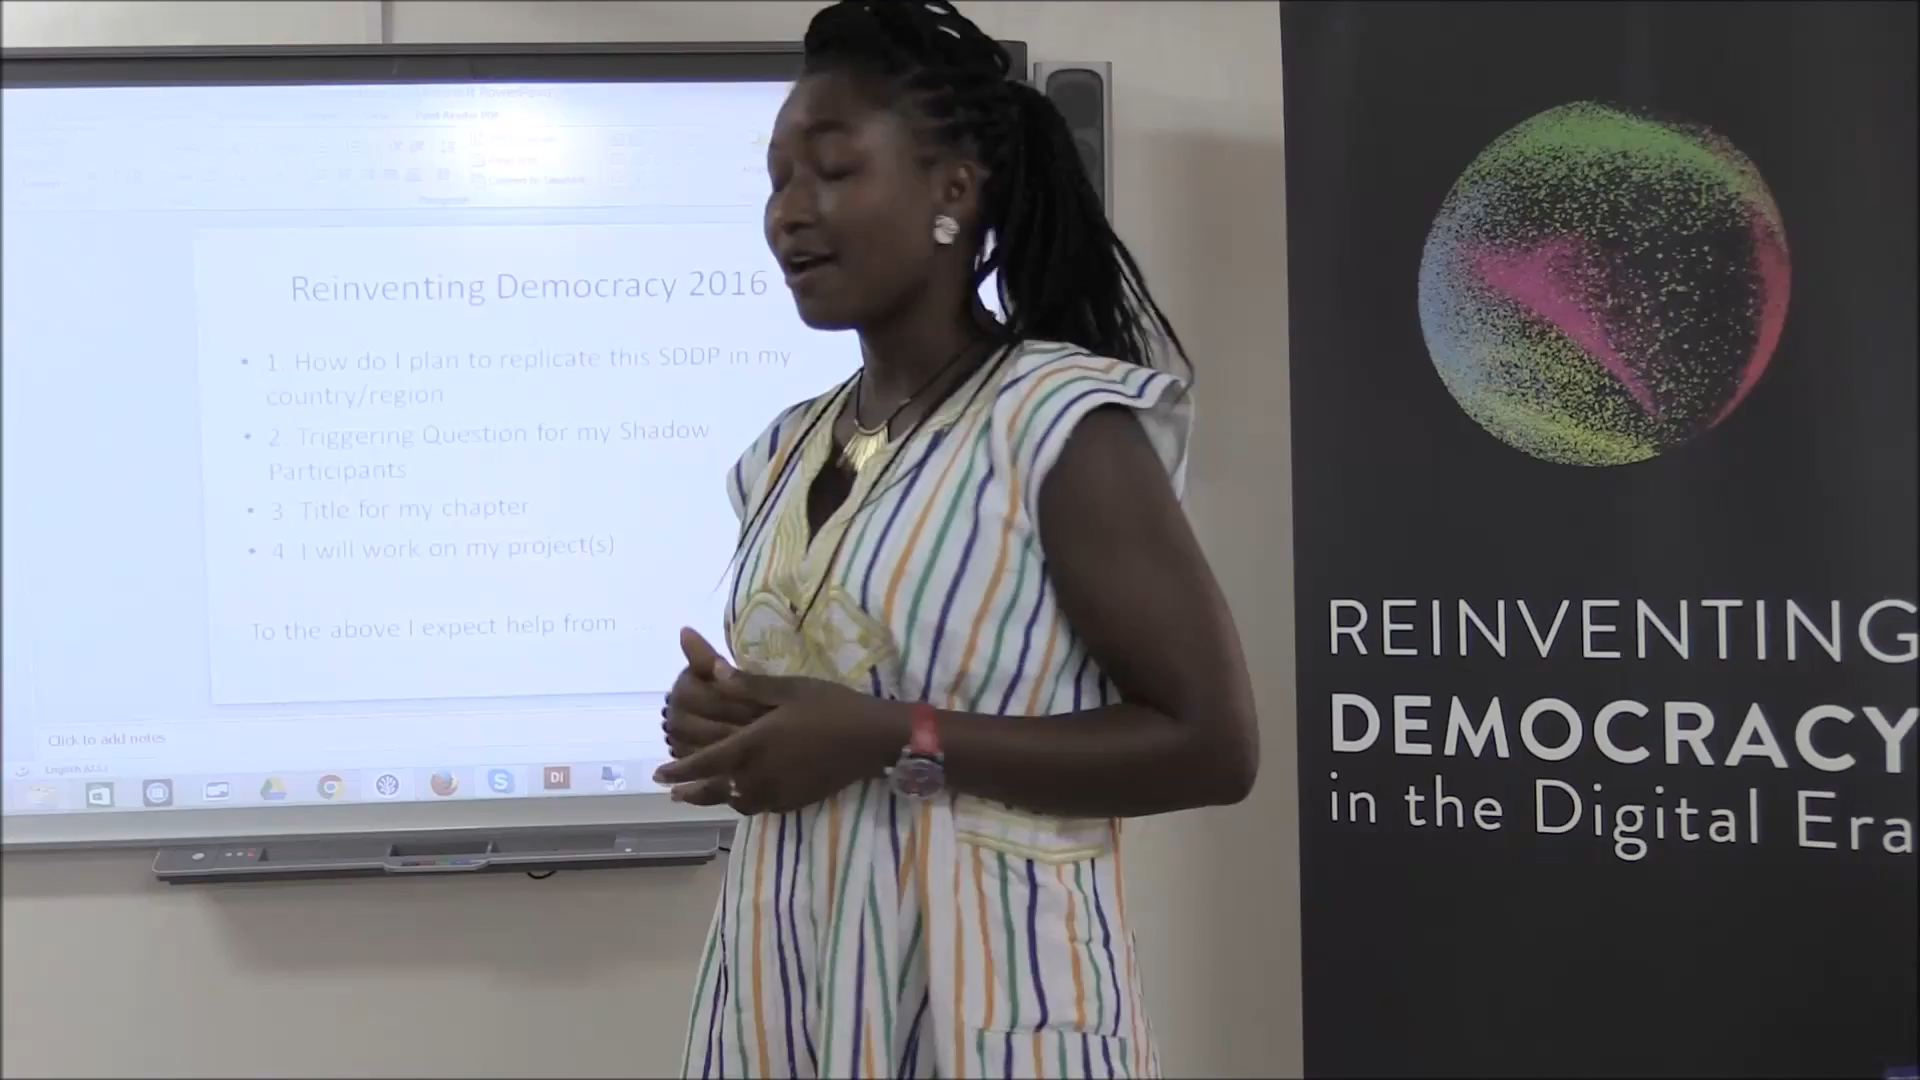 Reinventing Democracy 2016
• 1. How do I plan to replicate this SDDP in my
country/region
• 2. Triggering Question for my Shadow
Participants
• 3. Title for my chapter
• 4. I will work on my project(s)
To the above I expect help from ...
Click to add notes
Di
REINVENTING
DEMOCRACY
in the Digital Era